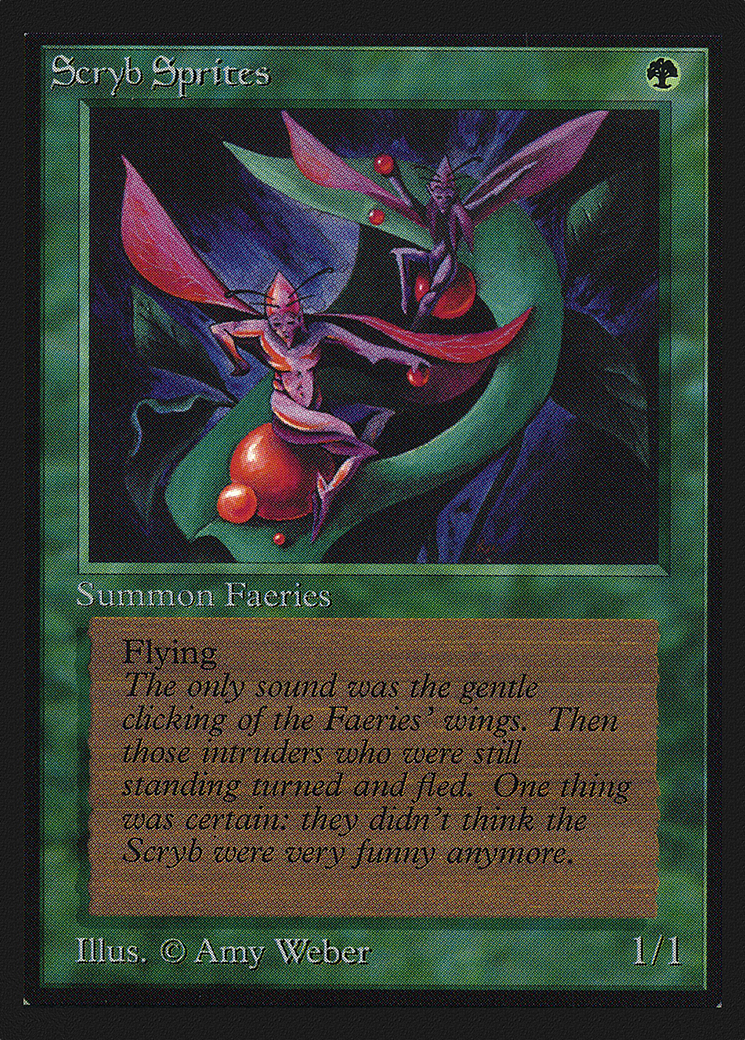 Scryb Sprites
Summon Faeries
Flying
The only sound was the gentle
clicking of the Faeries' wings. Then
those intruders who were still
standing turned and fled. One thing
was certain: they didn't think the
Scryb were very funny anymore.
Illus. © Amy Weber
1/1